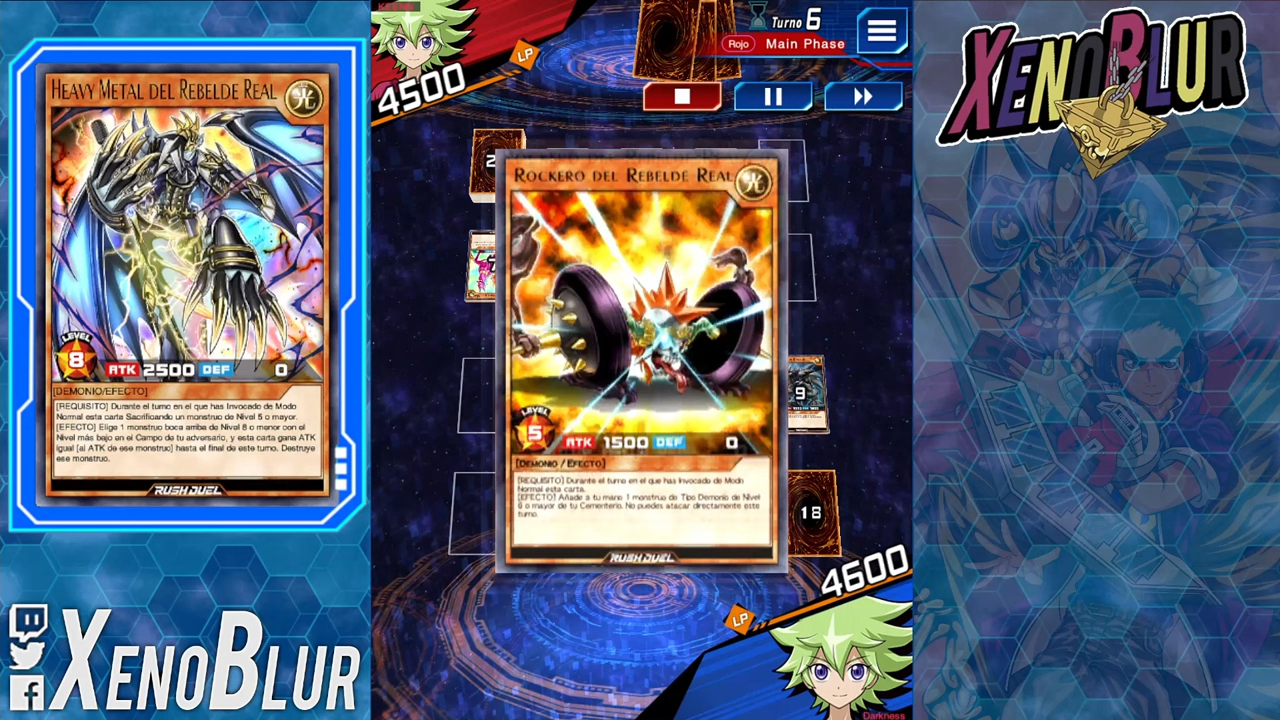 HEAVY METAL DEL REBELDE REAL
光
LEVEL
8
ATK 2500 DEF 0
[DEMONIO/EFECTO]
[REQUISITO] Durante el turno en el que has Invocado de Modo
Normal esta carta Sacrificando un monstruo de Nivel 5 o mayor.
[EFECTO] Elige 1 monstruo boca arriba de Nivel 8 o menor con el
Nivel más bajo en el Campo de tu adversario, y esta carta gana ATK
igual [al ATK de ese monstruo] hasta el final de este turno. Destruye
ese monstruo.
RUSH DUEL
XENOBLUR
LP
4500
Turno 6
Rojo Main Phase
2
ROCKERO DEL REBELDE REAL
光
LEVEL
5
ATK 1500 DEF 0
[DEMONIO / EFECTO]
[REQUISITO] Durante el turno en el que has Invocado de Modo
Normal esta carta.
[EFECTO] Añade a tu mano 1 monstruo de Tipo Demonio de Nivel
6 o mayor de tu Cementerio. No puedes atacar directamente este
turno.
RUSH DUEL
9
18
4600
LP
Darkness
XENOBLUR